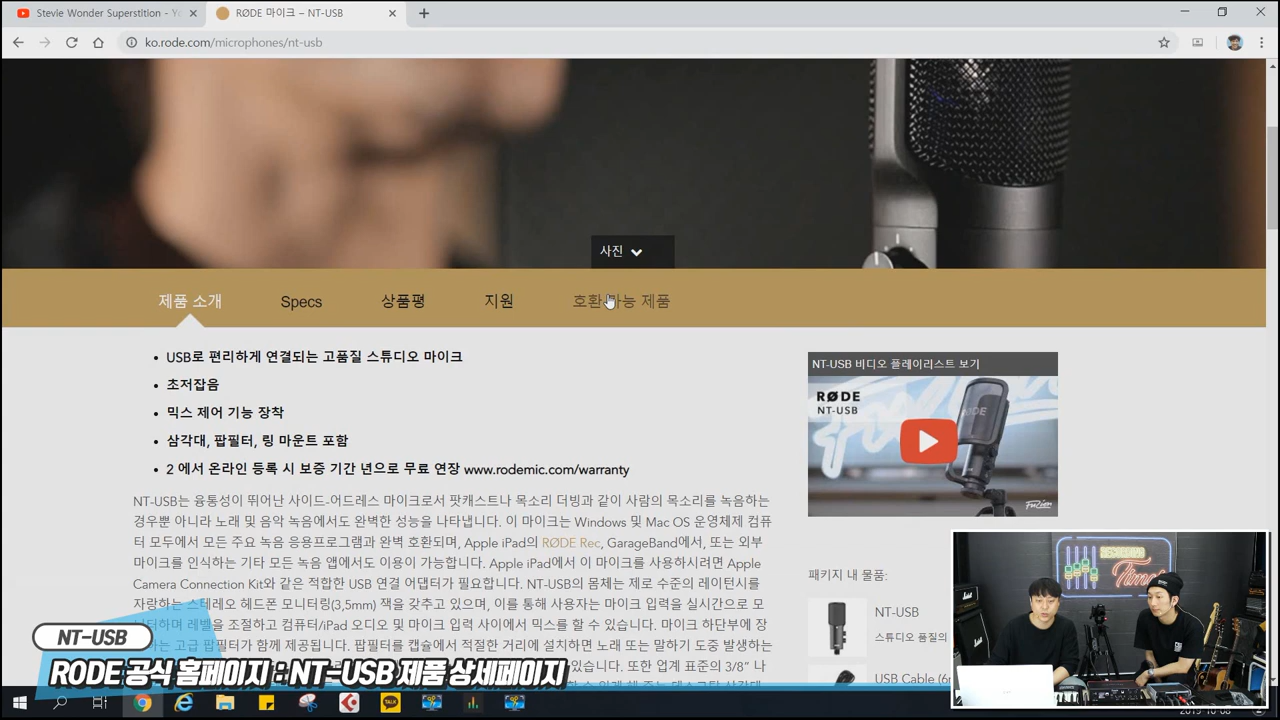 Stevie Wonder Superstition - Yo
RØDE 마이크 – NT-USB
ko.rode.com/microphones/nt-usb
사진
제품 소개
Specs
상품평
지원
호환가능 제품
USB로 편리하게 연결되는 고품질 스튜디오 마이크
초저잡음
믹스 제어 기능 장착
삼각대, 팝필터, 링 마운트 포함
2 에서 온라인 등록 시 보증 기간 년으로 무료 연장 www.rodemic.com/warranty
NT-USB는 융통성이 뛰어난 사이드-어드레스 마이크로서 팟캐스트나 목소리 더빙과 같이 사람의 목소리를 녹음하는
경우뿐 아니라 노래 및 음악 녹음에서도 완벽한 성능을 나타냅니다. 이 마이크는 Windows 및 Mac OS 운영체제 컴퓨
터 모두에서 모든 주요 녹음 응용프로그램과 완벽 호환되며, Apple iPad의 RØDE Rec, GarageBand에서, 또는 외부
마이크를 인식하는 기타 모든 녹음 앱에서도 이용이 가능합니다. Apple iPad에서 이 마이크를 사용하시려면 Apple
Camera Connection Kit와 같은 적합한 USB 연결 어댑터가 필요합니다. NT-USB의 몸체는 제로 수준의 레이턴시를
자랑하는 스테레오 헤드폰 모니터링(3,5mm) 잭을 갖추고 있으며, 이를 통해 사용자는 마이크 입력을 실시간으로 모
니터하며 레벨을 조절하고 컴퓨터/iPad 오디오 및 마이크 입력 사이에서 믹스를 할 수 있습니다. 마이크 하단부에 장
하는 고급 팝필터가 함께 제공됩니다. 팝필터를 캡슐에서 적절한 거리에 설치하면 노래 또는 말하기 도중 발생하는
있습니다. 또한 업계 표준의 3/8” 나
NT-USB 비디오 플레이리스트 보기
RØDE
NT-USB
패키지 내 물품:
NT-USB
스튜디오 품질의
USB Cable (6m
NT-USB
RODE 공식 홈페이지 : NT-USB 제품 상세페이지
Time
TALK
2019-10-08